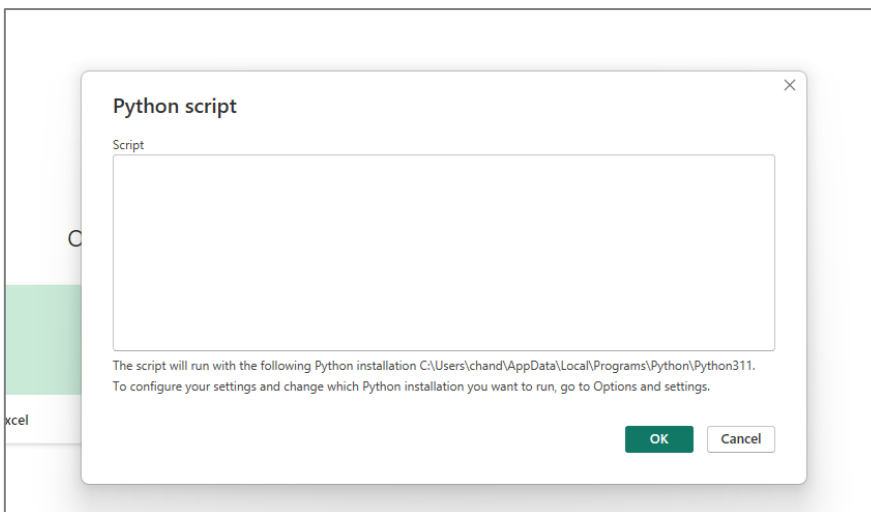 Python script
Script
The script will run with the following Python installation C:\Users\chand\AppData\Local\Programs\Python\Python311.
To configure your settings and change which Python installation you want to run, go to Options and settings.
xcel
OK
Cancel